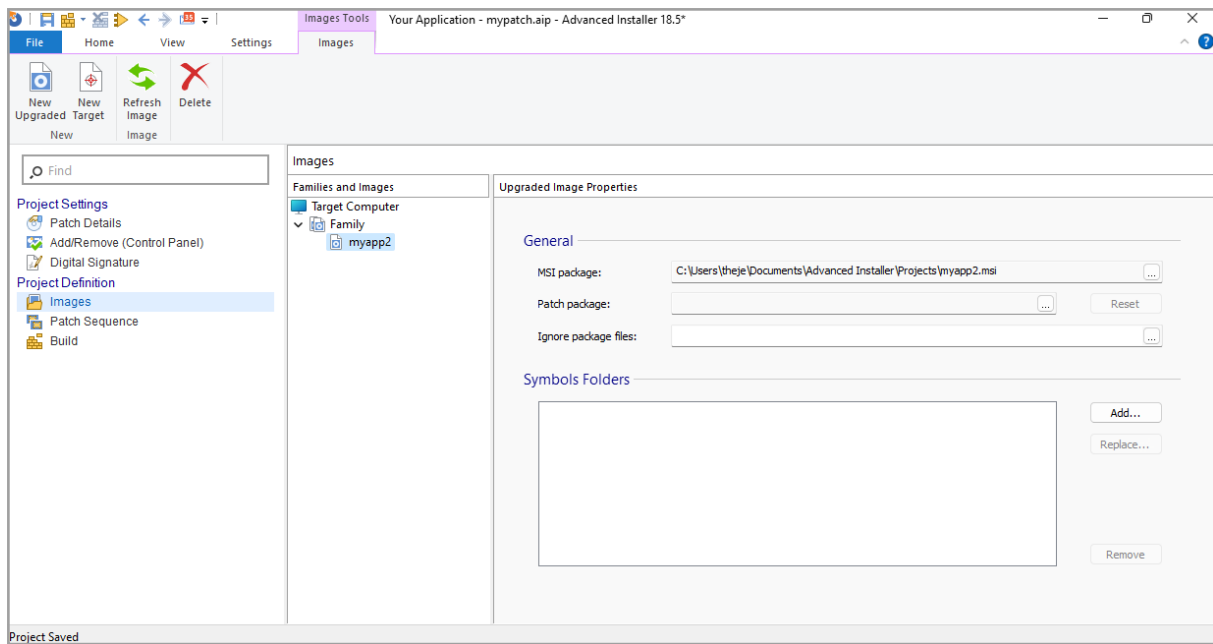 35
Images Tools
Your Application - mypatch.aip - Advanced Installer 18.5*
File Home View Settings Images
?
New Upgraded
New Target
Refresh Image
Delete
New
Image
Find
Project Settings
Patch Details
Add/Remove (Control Panel)
Digital Signature
Project Definition
Images
Patch Sequence
Build
Images
Families and Images
Target Computer
Family
myapp2
Upgraded Image Properties
General
MSI package: C:\Users\theje\Documents\Advanced Installer\Projects\myapp2.msi ...
Patch package: ... Reset
Ignore package files: ...
Symbols Folders
Add...
Replace...
Remove
Project Saved